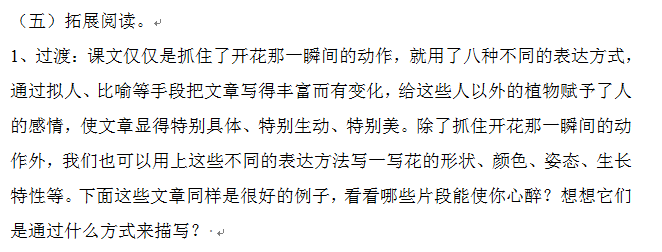 （五）拓展阅读。
1、过渡：课文仅仅是抓住了开花那一瞬间的动作，就用了八种不同的表达方式，
通过拟人、比喻等手段把文章写得丰富而有变化，给这些人以外的植物赋予了人
的感情，使文章显得特别具体、特别生动、特别美。除了抓住开花那一瞬间的动
作外，我们也可以用上这些不同的表达方法写一写花的形状、颜色、姿态、生长
特性等。下面这些文章同样是很好的例子，看看哪些片段能使你心醉？想想它们
是通过什么方式来描写？